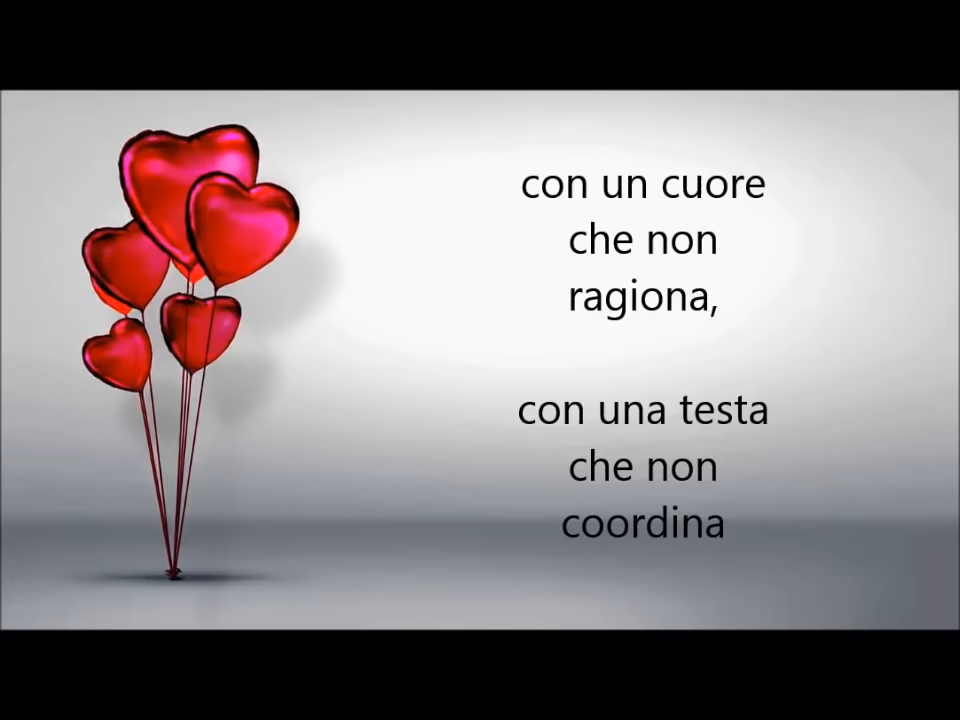 con un cuore
che non
ragiona,
con una testa
che non
coordina